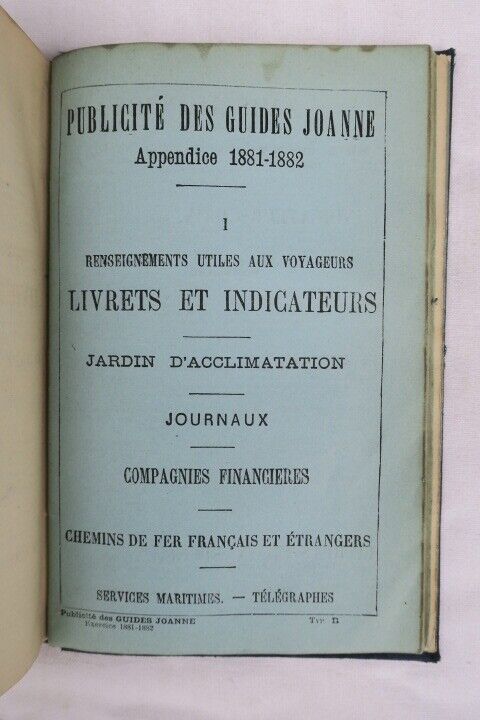 PUBLICITÉ DES GUIDES JOANNE
Appendice 1881-1882
I
RENSEIGNEMENTS UTILES AUX VOYAGEURS
LIVRETS ET INDICATEURS
JARDIN D'ACCLIMATATION
JOURNAUX
COMPAGNIES FINANCIERES
CHEMINS DE FER FRANÇAIS ET ÉTRANGERS
SERVICES MARITIMES. — TÉLÉGRAPHES
Publicité des GUIDES JOANNE
Exercice 1881-1882
TYP B